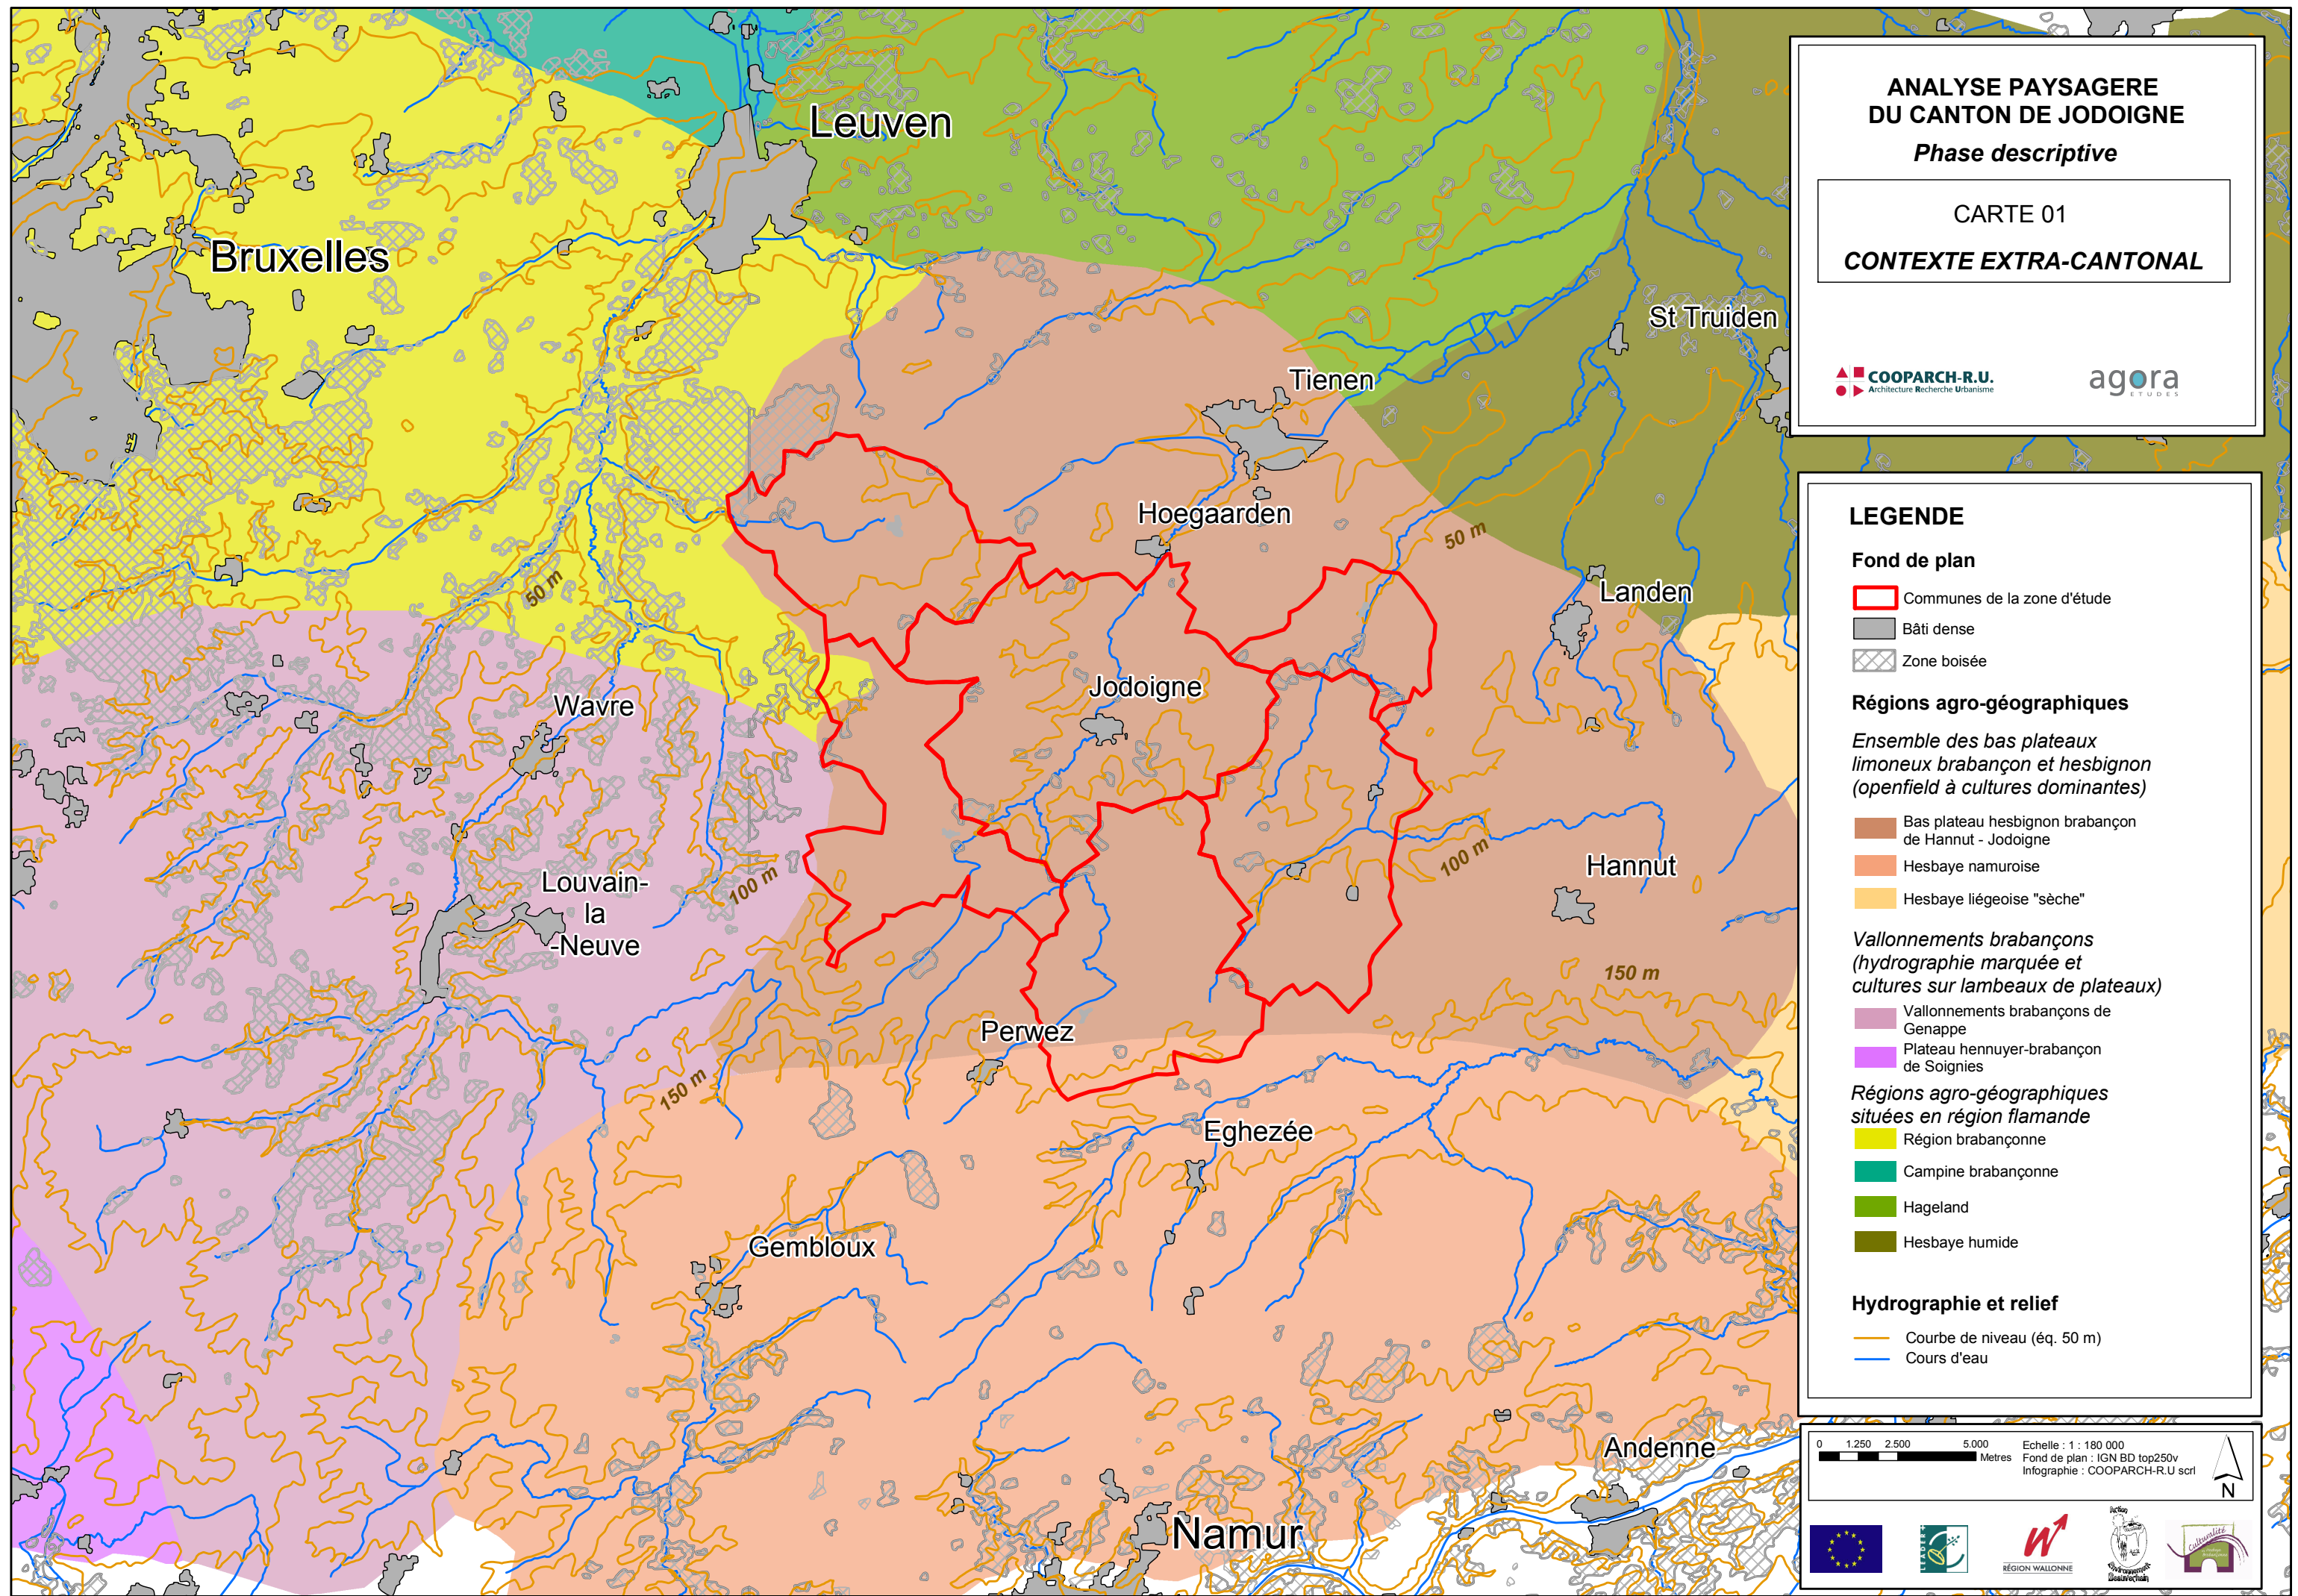 Leuven
Bruxelles
St Truiden
Tienen
Hoegaarden
50 m
Landen
50 m
Wavre
Jodoigne
100 m
Hannut
100 m
Louvain-
la
-Neuve
150 m
Perwez
150 m
Eghezée
Gembloux
Andenne
Namur
ANALYSE PAYSAGERE
DU CANTON DE JODOIGNE
Phase descriptive
CARTE 01
CONTEXTE EXTRA-CANTONAL
COOPARCH-R.U.
Architecture Recherche Urbanisme
agora
ETUDES
LEGENDE
Fond de plan
Communes de la zone d'étude
Bâti dense
Zone boisée
Régions agro-géographiques
Ensemble des bas plateaux
limoneux brabançon et hesbignon
(openfield à cultures dominantes)
Bas plateau hesbignon brabançon
de Hannut - Jodoigne
Hesbaye namuroise
Hesbaye liégeoise "sèche"
Vallonnements brabançons
(hydrographie marquée et
cultures sur lambeaux de plateaux)
Vallonnements brabançons de
Genappe
Plateau hennuyer-brabançon
de Soignies
Régions agro-géographiques
situées en région flamande
Région brabançonne
Campine brabançonne
Hageland
Hesbaye humide
Hydrographie et relief
Courbe de niveau (éq. 50 m)
Cours d'eau
0 1.250 2.500 5.000
Metres
Echelle : 1 : 180 000
Fond de plan : IGN BD top250v
Infographie : COOPARCH-R.U scrl
N
LEADER
RÉGION WALLONNE
Action
Environnement
Beauvechain
Culturalité